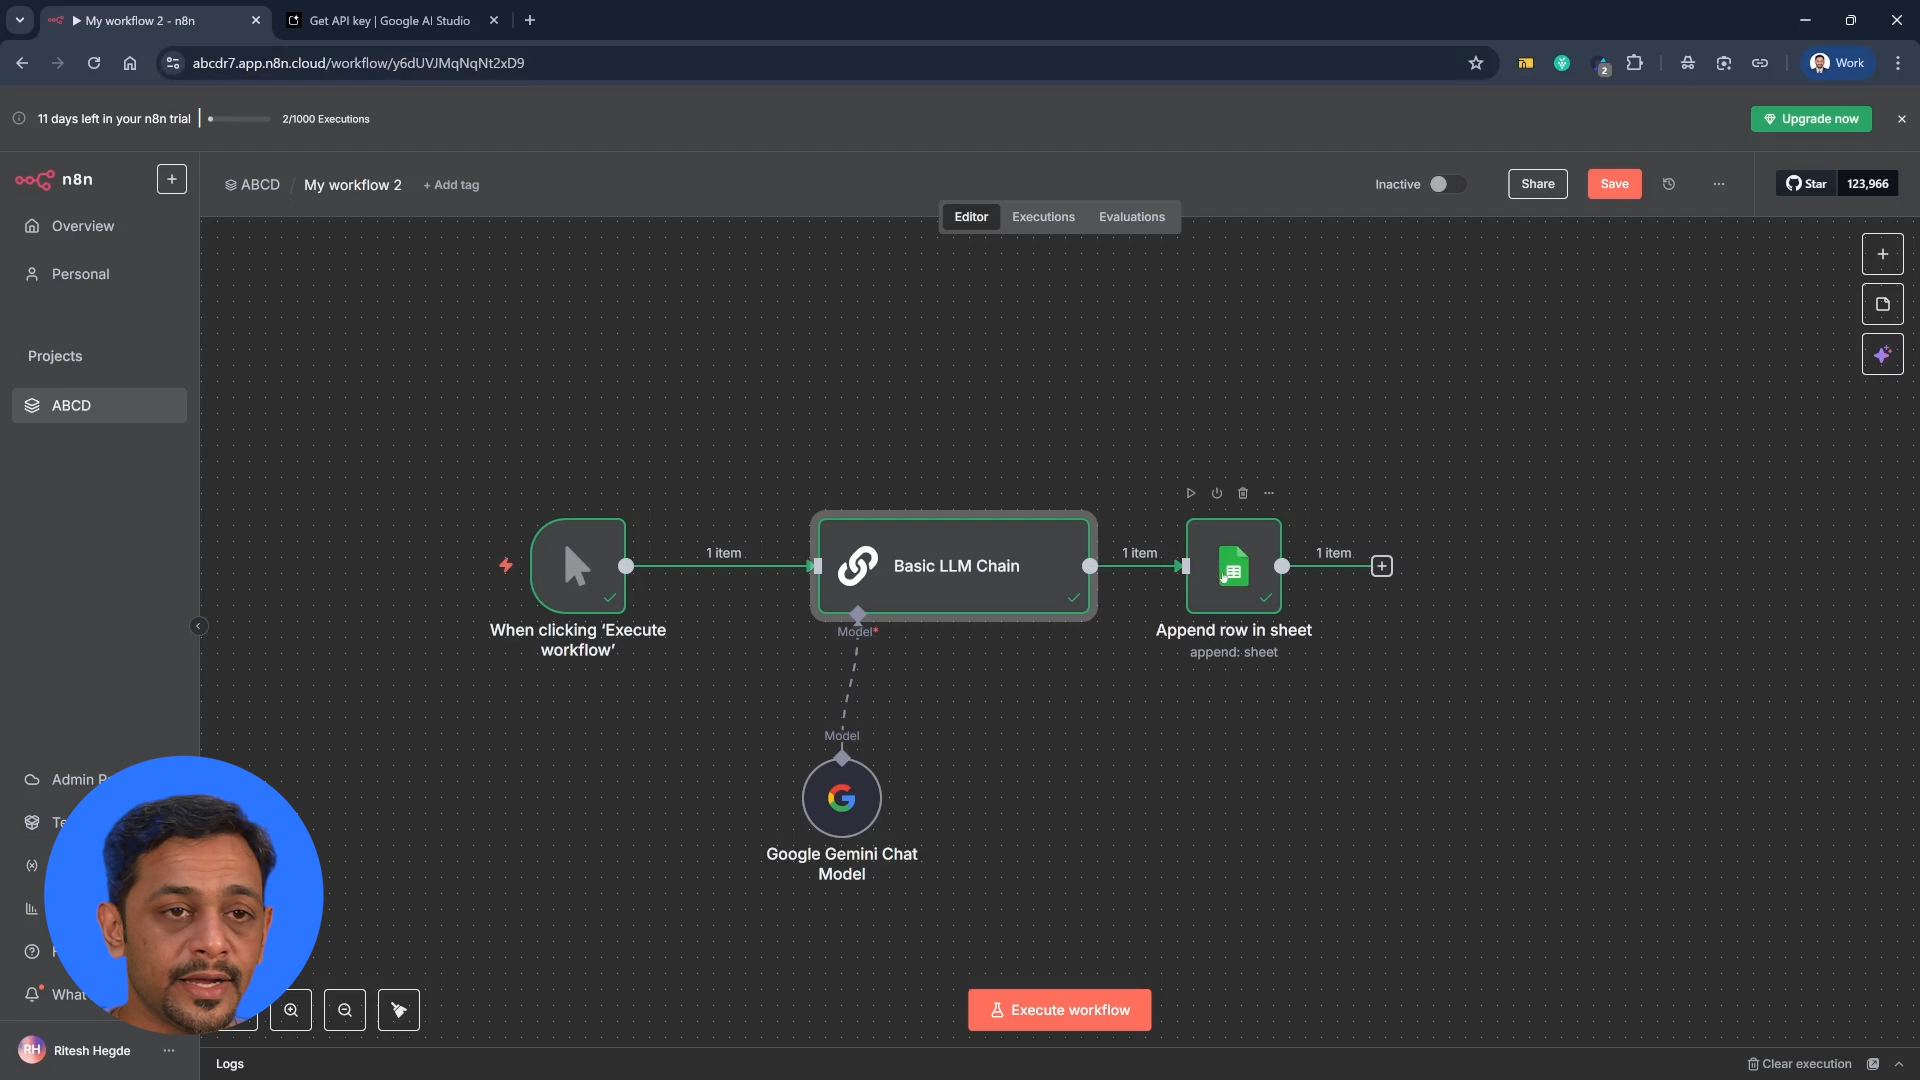 My workflow 2 - n8n
Get API key | Google AI Studio
abcdr7.app.n8n.cloud/workflow/y6dUVJMqNqNt2xD9
2
Work
11 days left in your n8n trial
2/1000 Executions
Upgrade now
n8n
ABCD / My workflow 2 + Add tag
Inactive
Share
Save
Star 123,966
Editor Executions Evaluations
Overview
Personal
Projects
ABCD
1 item
Basic LLM Chain
1 item
1 item
When clicking ‘Execute
workflow’
Model*
Append row in sheet
append: sheet
Model
Google Gemini Chat
Model
Admin
What
Execute workflow
RH Ritesh Hegde
Logs
Clear execution